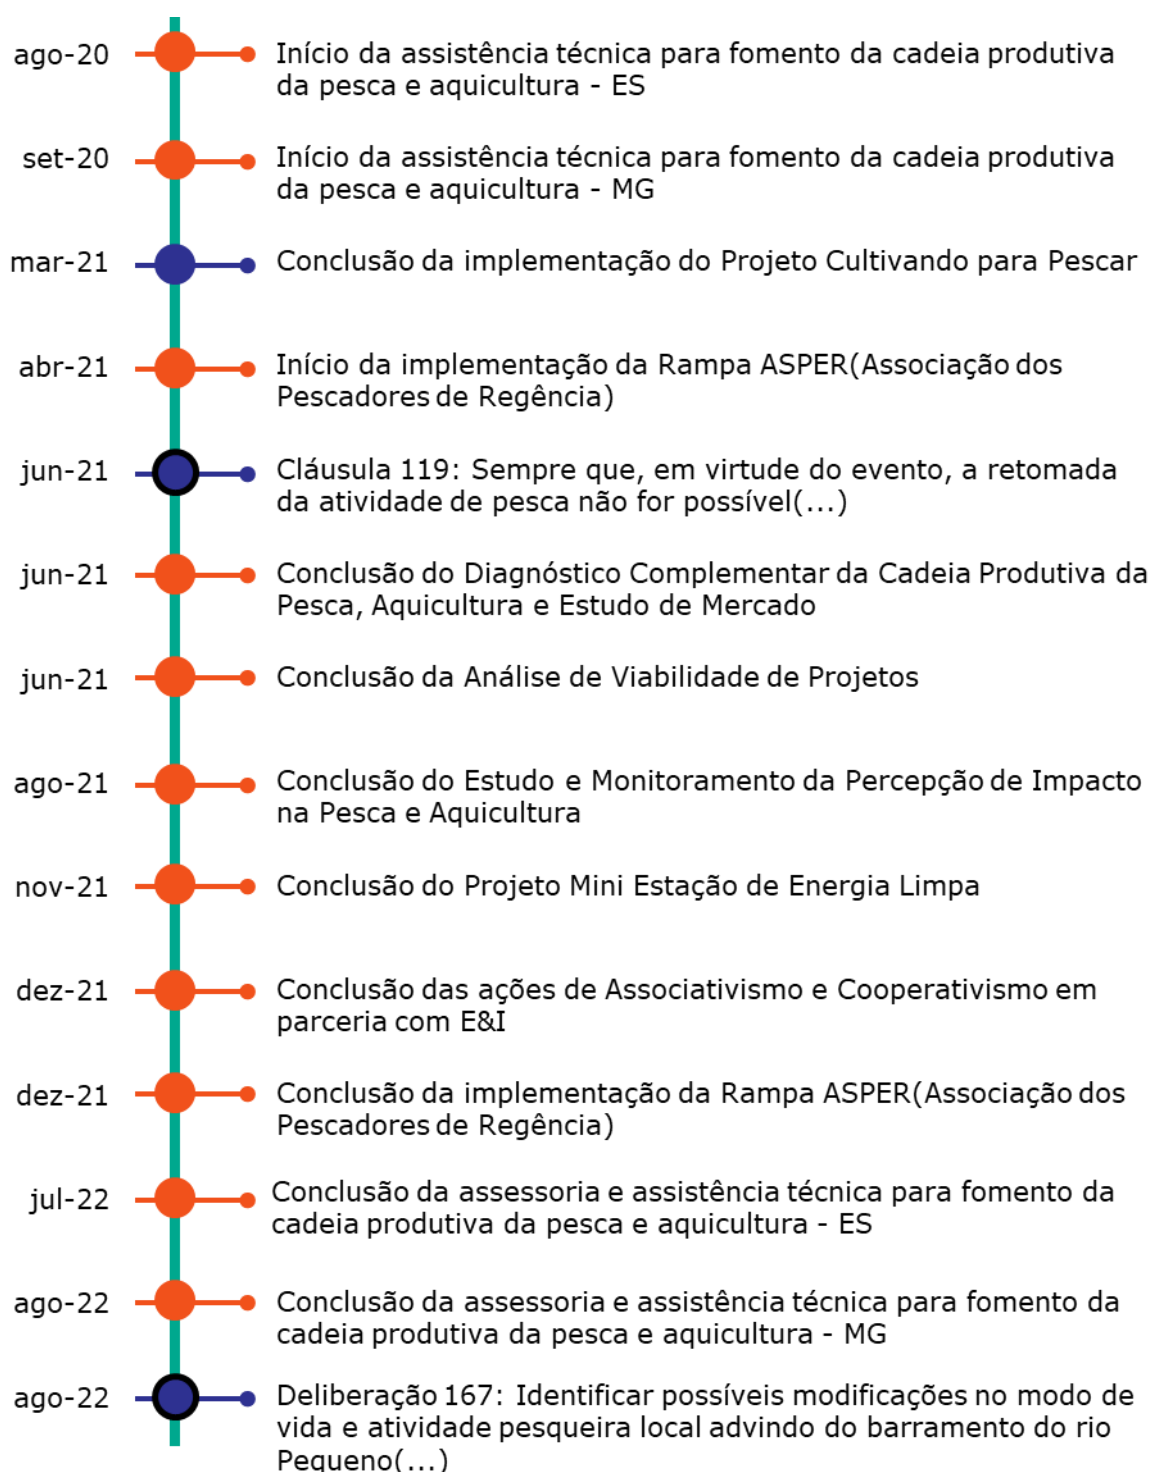 ago-20
Início da assistência técnica para fomento da cadeia produtiva
da pesca e aquicultura - ES
set-20
Início da assistência técnica para fomento da cadeia produtiva
da pesca e aquicultura - MG
mar-21
Conclusão da implementação do Projeto Cultivando para Pescar
abr-21
Início da implementação da Rampa ASPER(Associação dos
Pescadores de Regência)
jun-21
Cláusula 119: Sempre que, em virtude do evento, a retomada
da atividade de pesca não for possível(...)
jun-21
Conclusão do Diagnóstico Complementar da Cadeia Produtiva da
Pesca, Aquicultura e Estudo de Mercado
jun-21
Conclusão da Análise de Viabilidade de Projetos
ago-21
Conclusão do Estudo e Monitoramento da Percepção de Impacto
na Pesca e Aquicultura
nov-21
Conclusão do Projeto Mini Estação de Energia Limpa
dez-21
Conclusão das ações de Associativismo e Cooperativismo em
parceria com E&I
dez-21
Conclusão da implementação da Rampa ASPER(Associação dos
Pescadores de Regência)
jul-22
Conclusão da assessoria e assistência técnica para fomento da
cadeia produtiva da pesca e aquicultura - ES
ago-22
Conclusão da assessoria e assistência técnica para fomento da
cadeia produtiva da pesca e aquicultura - MG
ago-22
Deliberação 167: Identificar possíveis modificações no modo de
vida e atividade pesqueira local advindo do barramento do rio
Pequeno(...)